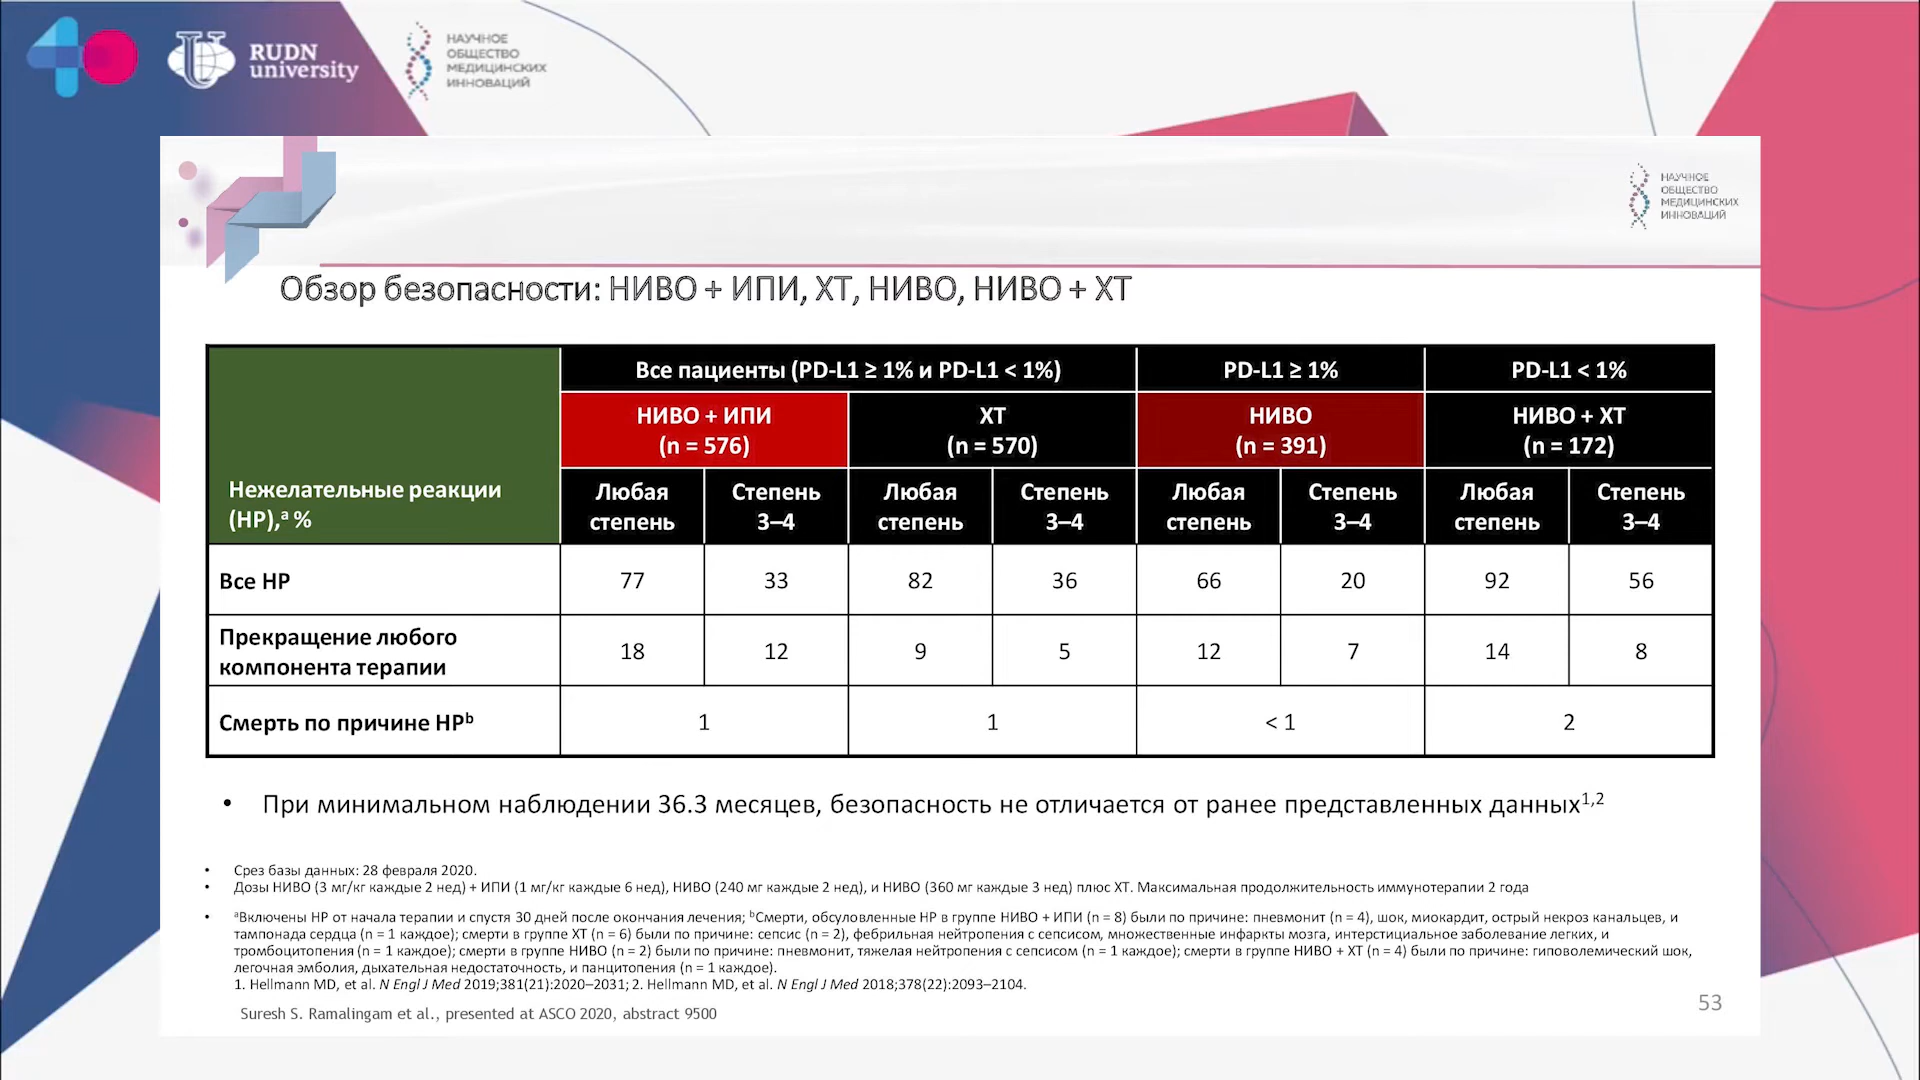 RUDN
university
НАУЧНОЕ
ОБЩЕСТВО
МЕДИЦИНСКИХ
ИННОВАЦИЙ
НАУЧНОЕ
ОБЩЕСТВО
МЕДИЦИНСКИХ
ИННОВАЦИЙ
Обзор безопасности: НИВО + ИПИ, ХТ, НИВО, НИВО + ХТ
Нежелательные реакции
(НР),ᵃ %
Все пациенты (PD-L1 ≥ 1% и PD-L1 < 1%)
PD-L1 ≥ 1%
PD-L1 < 1%
НИВО + ИПИ
(n = 576)
ХТ
(n = 570)
НИВО
(n = 391)
НИВО + ХТ
(n = 172)
Любая
степень
Степень
3–4
Любая
степень
Степень
3–4
Любая
степень
Степень
3–4
Любая
степень
Степень
3–4
Все НР 77 33 82 36 66 20 92 56
Прекращение любого
компонента терапии 18 12 9 5 12 7 14 8
Смерть по причине НРᵇ 1 1 < 1 2
• При минимальном наблюдении 36.3 месяцев, безопасность не отличается от ранее представленных данных¹,²
• Срез базы данных: 28 февраля 2020.
• Дозы НИВО (3 мг/кг каждые 2 нед) + ИПИ (1 мг/кг каждые 6 нед), НИВО (240 мг каждые 2 нед), и НИВО (360 мг каждые 3 нед) плюс ХТ. Максимальная продолжительность иммунотерапии 2 года
• ᵃВключены НР от начала терапии и спустя 30 дней после окончания лечения; ᵇСмерти, обсуловленные НР в группе НИВО + ИПИ (n = 8) были по причине: пневмонит (n = 4), шок, миокардит, острый некроз канальцев, и
тампонада сердца (n = 1 каждое); смерти в группе ХТ (n = 6) были по причине: сепсис (n = 2), фебрильная нейтропения с сепсисом, множественные инфаркты мозга, интерстициальное заболевание легких, и
тромбоцитопения (n = 1 каждое); смерти в группе НИВО (n = 2) были по причине: пневмонит, тяжелая нейтропения с сепсисом (n = 1 каждое); смерти в группе НИВО + ХТ (n = 4) были по причине: гиповолемический шок,
легочная эмболия, дыхательная недостаточность, и панцитопения (n = 1 каждое).
1. Hellmann MD, et al. N Engl J Med 2019;381(21):2020–2031; 2. Hellmann MD, et al. N Engl J Med 2018;378(22):2093–2104.
Suresh S. Ramalingam et al., presented at ASCO 2020, abstract 9500
53